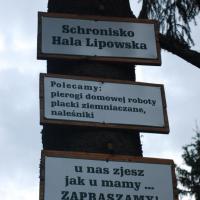 Schronisko
Hala Lipowska
Polecamy:
pierogi domowej roboty
placki ziemniaczane,
naleśniki
u nas zjesz
jak u mamy ...
ZAPRASZAMY!